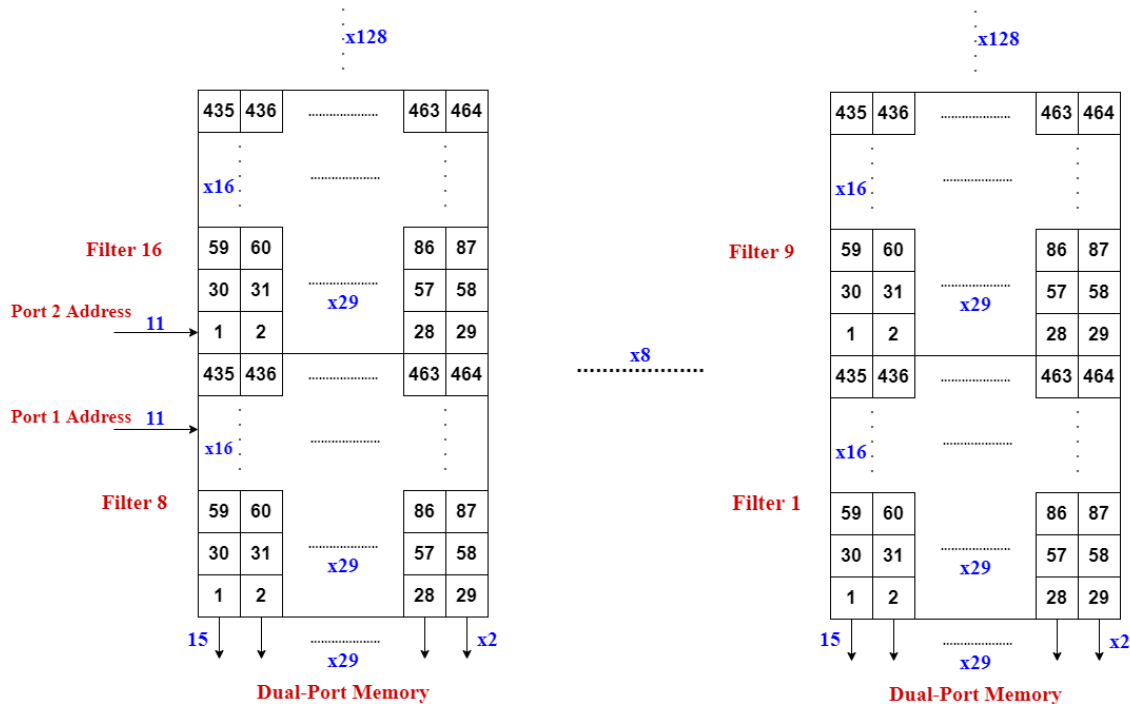 x128 x128
435 436 463 464 435 436 463 464
x16 x16
Filter 16 59 60 86 87 Filter 9 59 60 86 87
30 31 x29 57 58 30 31 x29 57 58
Port 2 Address 11 1 2 28 29 1 2 28 29
x8
435 436 463 464 435 436 463 464
Port 1 Address 11
x16 x16
Filter 8 59 60 86 87 Filter 1 59 60 86 87
30 31 x29 57 58 30 31 x29 57 58
1 2 28 29 1 2 28 29
15 x29 x2 15 x29 x2
Dual-Port Memory Dual-Port Memory